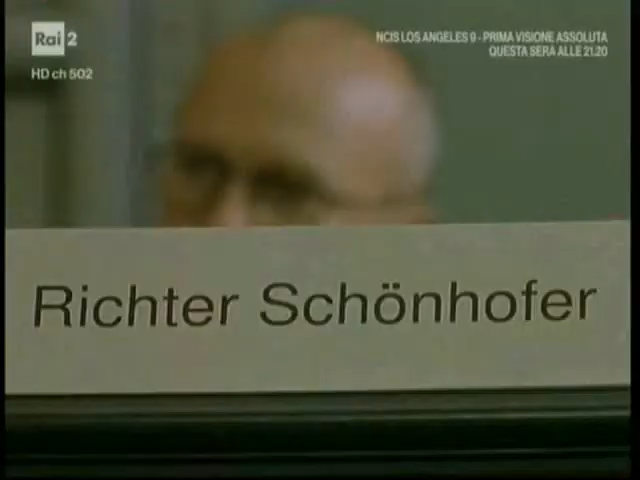 Rai 2
HD ch 502
NCIS LOS ANGELES 9 - PRIMA VISIONE ASSOLUTA
QUESTA SERA ALLE 21.20
Richter Schönhofer